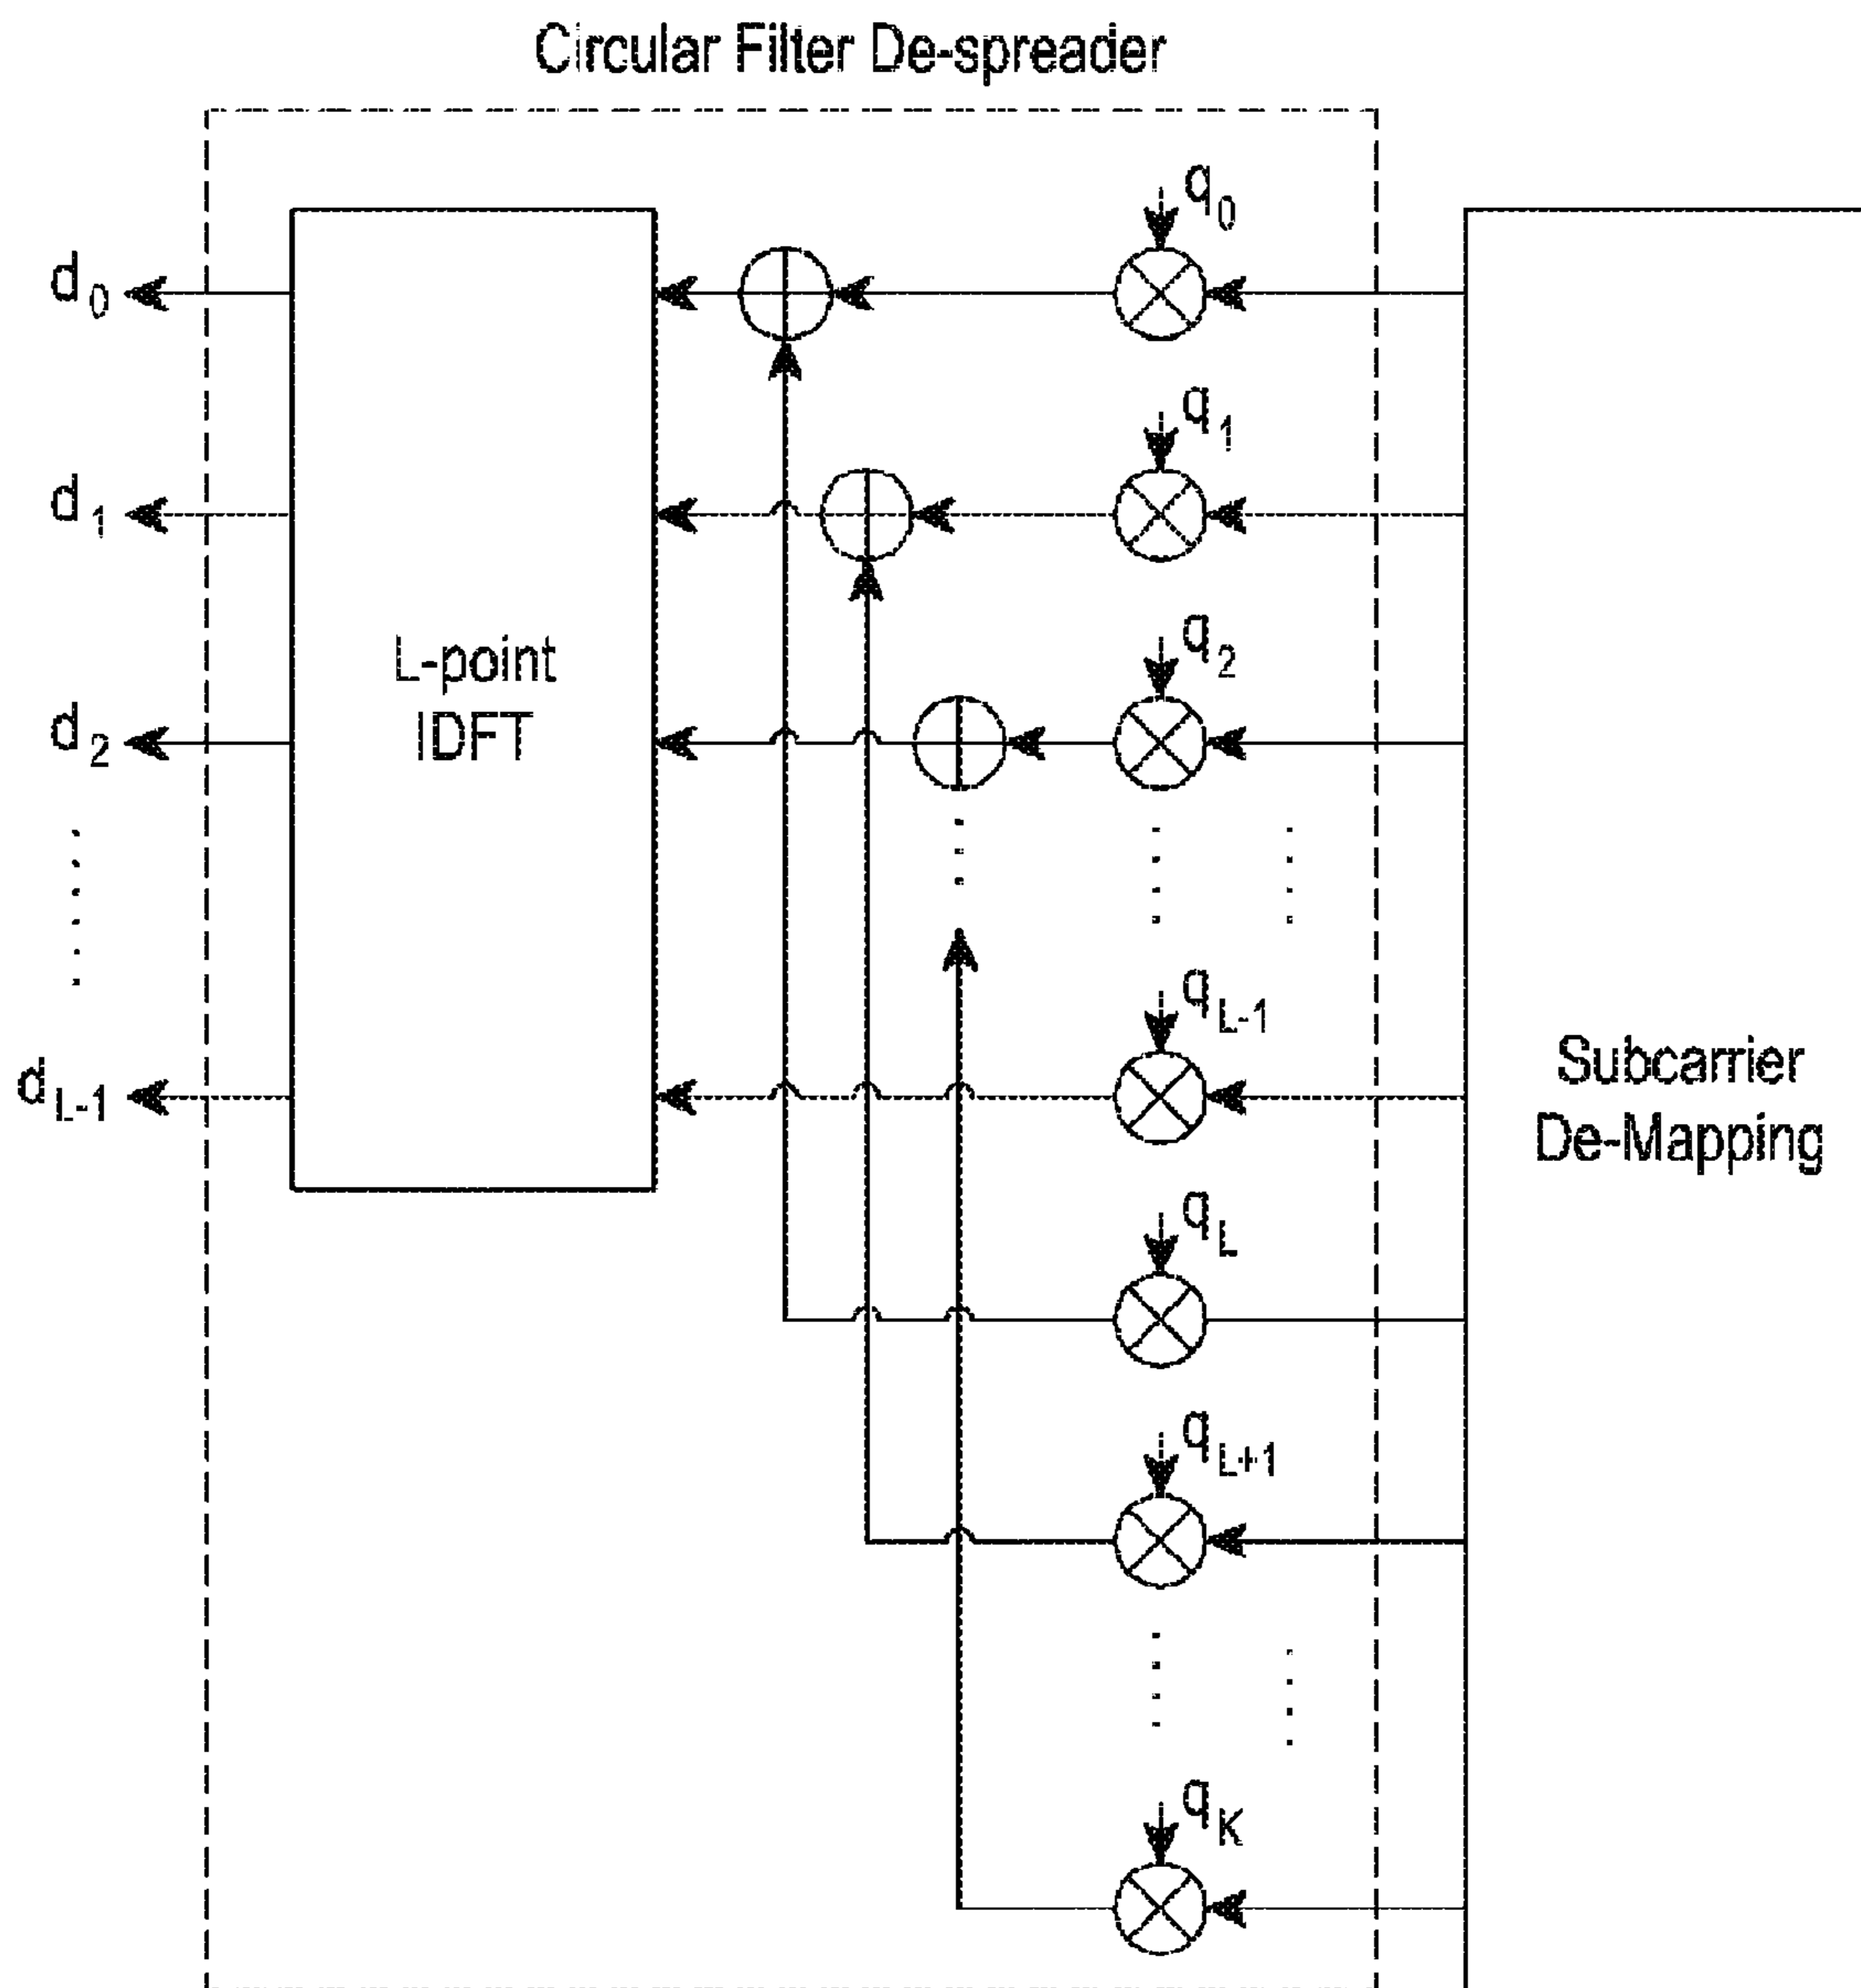 Circular Filter De-spreader
q0
d0
q1
d1
q2
L-point
IDFT
d2
qL-1
dL-1
Subcarrier
De-Mapping
qL
qL+1
qK